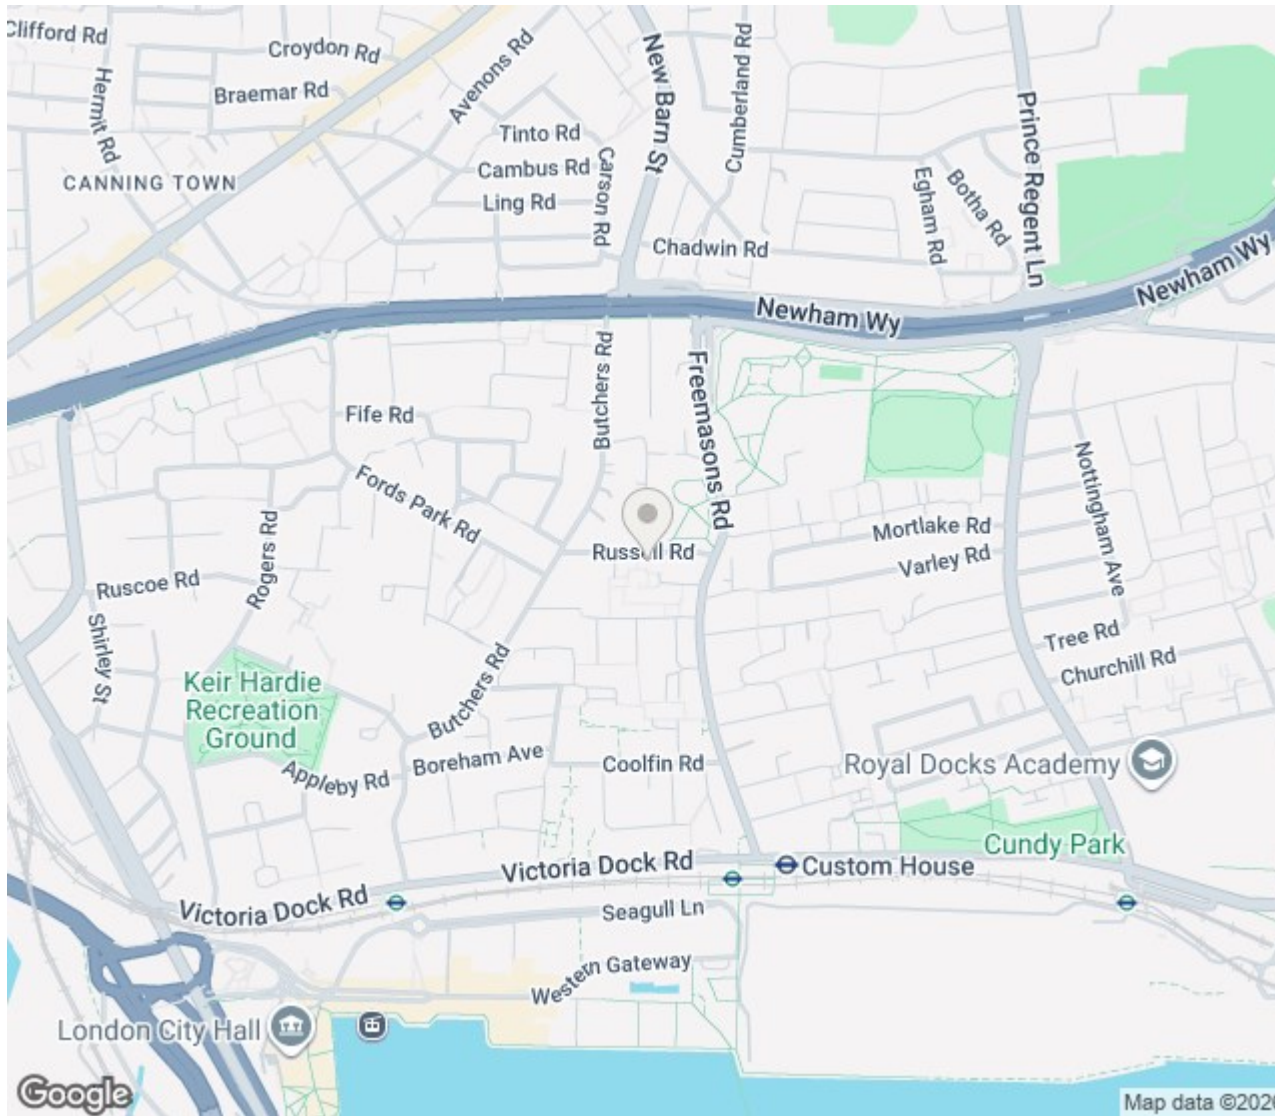 Clifford Rd
Croydon Rd
Braemar Rd
Hermit Rd
Avenons Rd
New Barn St
Cumberland Rd
Prince Regent Ln
Tinto Rd
Cambus Rd
Carson Rd
Ling Rd
CANNING TOWN
Egham Rd
Botha Rd
Chadwin Rd
Newham Wy
Newham Wy
Butchers Rd
Freemasons Rd
Fife Rd
Fords Park Rd
Rogers Rd
Nottingham Ave
Mortlake Rd
Varley Rd
Russell Rd
Ruscoe Rd
Shirley St
Tree Rd
Churchill Rd
Keir Hardie
Recreation
Ground
Butchers Rd
Boreham Ave
Appleby Rd
Coolfin Rd
Royal Docks Academy
Cundy Park
Victoria Dock Rd
Custom House
Victoria Dock Rd
Seagull Ln
Western Gateway
London City Hall
Google
Map data ©2026